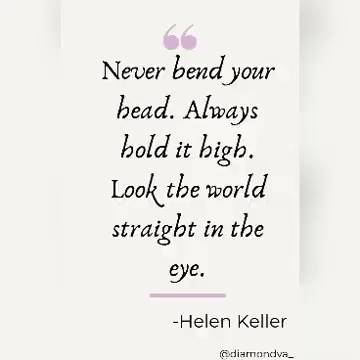 Never bend your
head. Always
hold it high.
Look the world
straight in the
eye.
-Helen Keller
@diamondva_